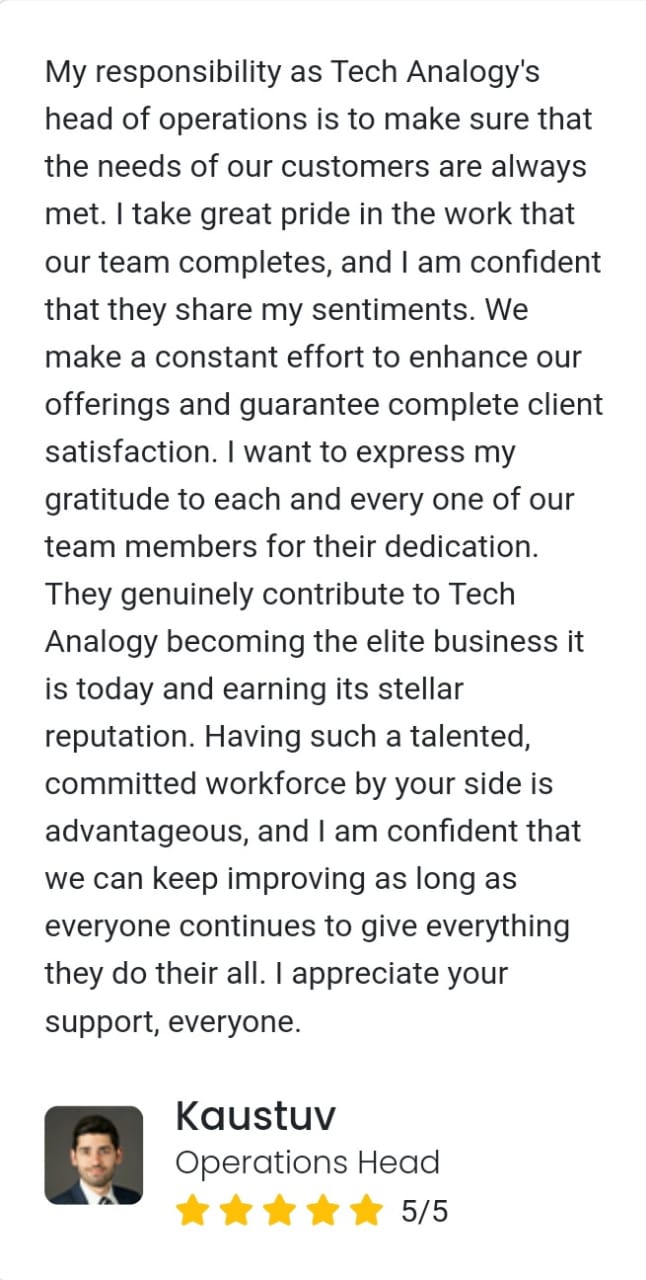 My responsibility as Tech Analogy's
head of operations is to make sure that
the needs of our customers are always
met. I take great pride in the work that
our team completes, and I am confident
that they share my sentiments. We
make a constant effort to enhance our
offerings and guarantee complete client
satisfaction. I want to express my
gratitude to each and every one of our
team members for their dedication.
They genuinely contribute to Tech
Analogy becoming the elite business it
is today and earning its stellar
reputation. Having such a talented,
committed workforce by your side is
advantageous, and I am confident that
we can keep improving as long as
everyone continues to give everything
they do their all. I appreciate your
support, everyone.
Kaustuv
Operations Head
5/5